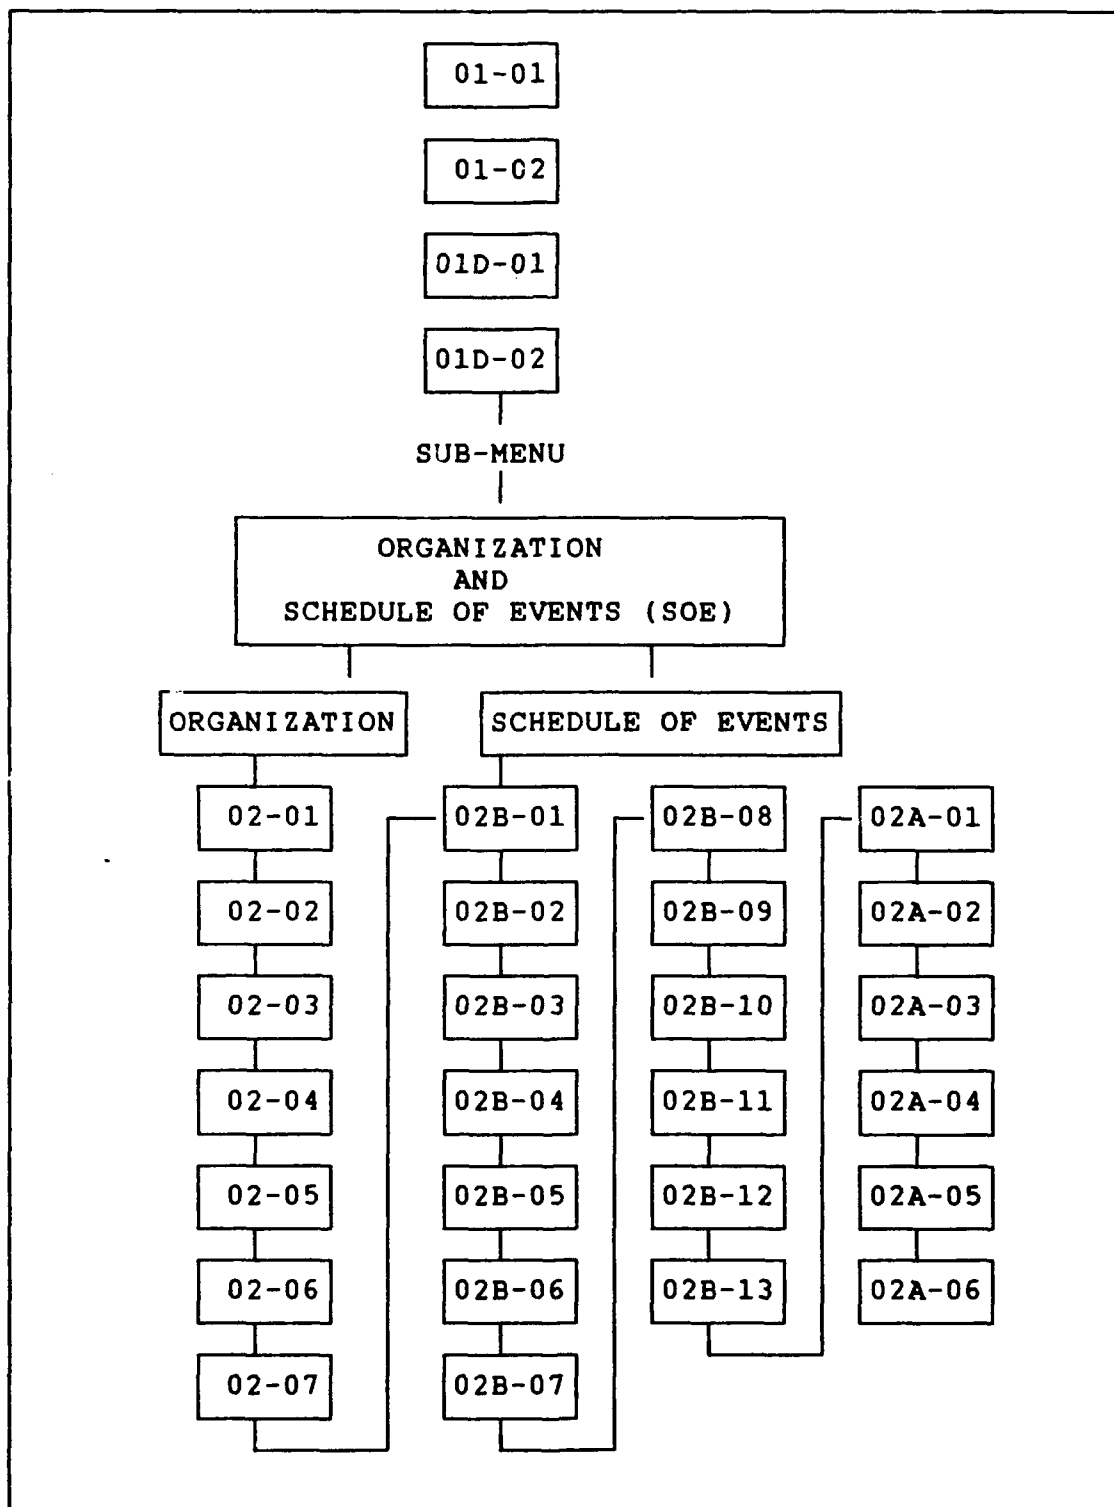 01-01
01-02
01D-01
01D-02
SUB-MENU
ORGANIZATION
AND
SCHEDULE OF EVENTS (SOE)
ORGANIZATION
SCHEDULE OF EVENTS
02-01
02B-01
02B-08
02A-01
02-02
02B-02
02B-09
02A-02
02-03
02B-03
02B-10
02A-03
02-04
02B-04
02B-11
02A-04
02-05
02B-05
02B-12
02A-05
02-06
02B-06
02B-13
02A-06
02-07
02B-07